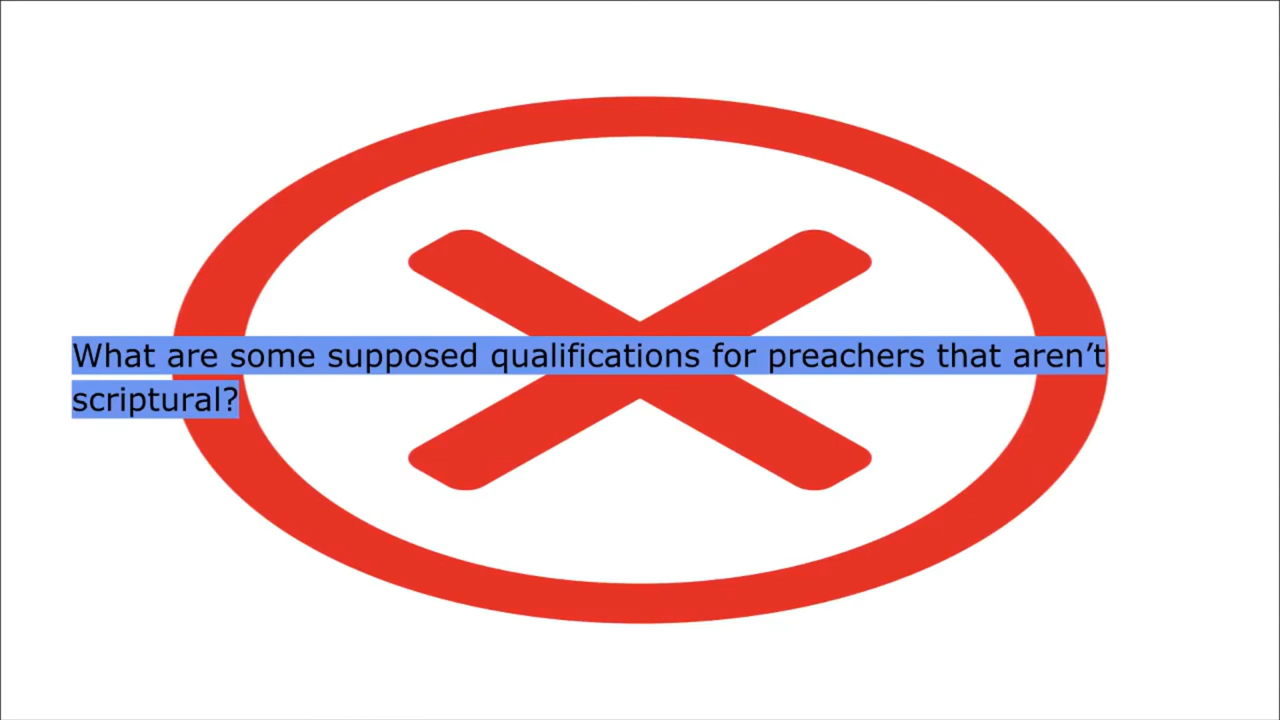 What are some supposed qualifications for preachers that aren’t
scriptural?